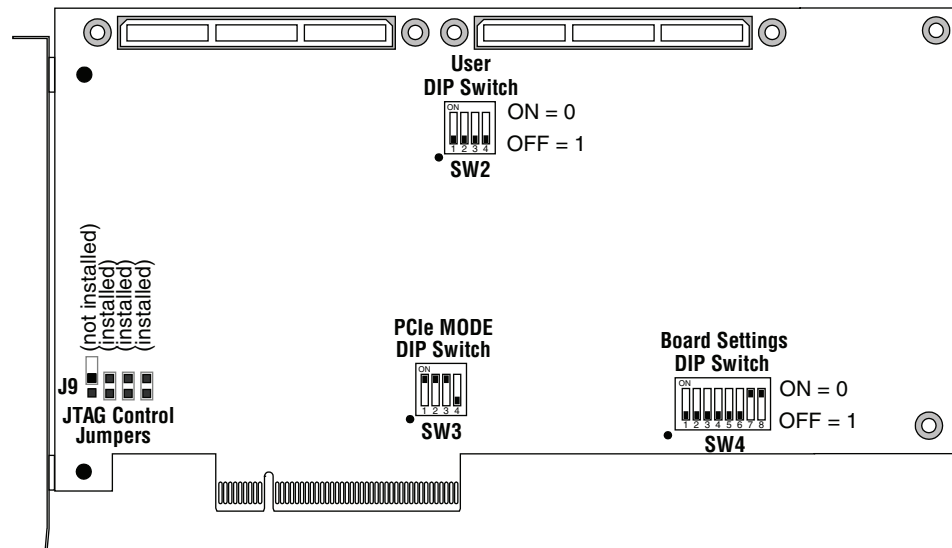 User
DIP Switch
ON
1 2 3 4
ON = 0
OFF = 1
SW2
(not installed)
(installed)
(installed)
(installed)
J9
JTAG Control
Jumpers
PCIe MODE
DIP Switch
ON
1 2 3 4
SW3
Board Settings
DIP Switch
ON
1 2 3 4 5 6 7 8
ON = 0
OFF = 1
SW4